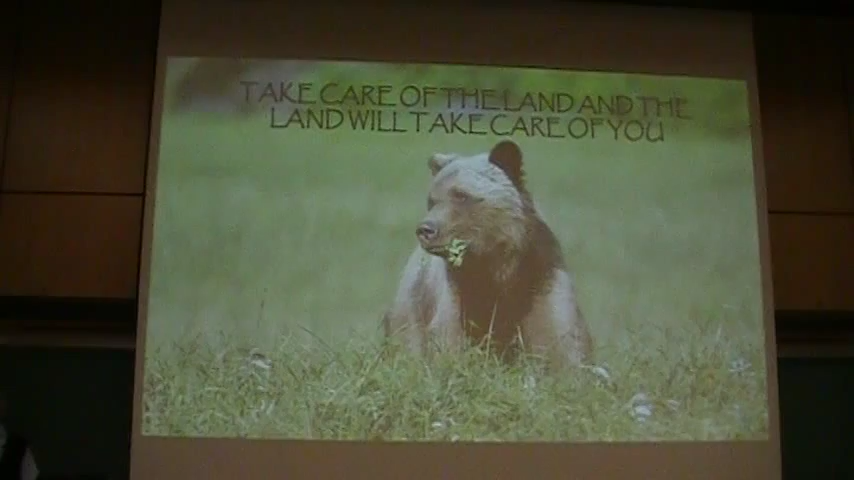 TAKE CARE OF THE LAND AND THE
LAND WILL TAKE CARE OF YOU